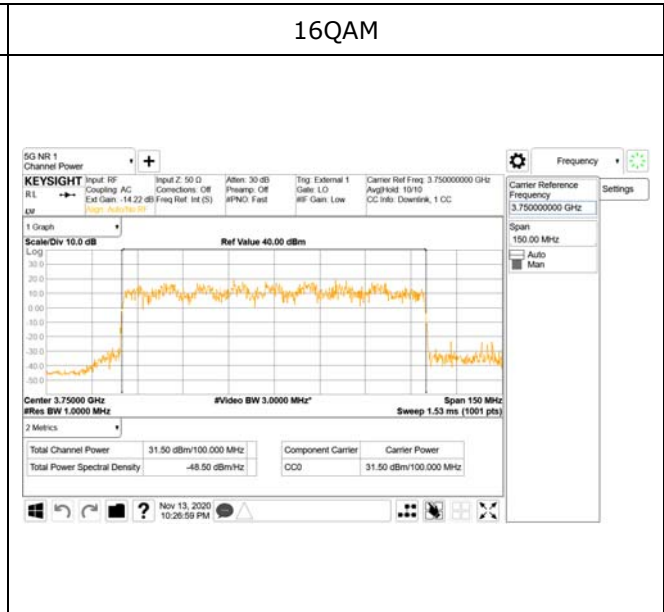 16QAM
5G NR 1
Channel Power
Frequency
KEYSIGHT
Input: RF
Input Z: 50 Ω
Atten: 30 dB
Trig: External 1
Carrier Ref Freq: 3.750000000 GHz
RL
Coupling: AC
Corrections: Off
Preamp: Off
Gate: LO
Avg|Hold: 10/10
Ext Gain: -14.22 dB
Freq Ref: Int (S)
#PNO: Fast
#IF Gain: Low
CC Info: Downlink, 1 CC
Align: Auto/No RF
Carrier Reference
Frequency
3.750000000 GHz
Settings
Span
150.00 MHz
Auto
Man
1 Graph
Scale/Div 10.0 dB
Ref Value 40.00 dBm
Log
30.0
20.0
10.0
0.00
-10.0
-20.0
-30.0
-40.0
-50.0
Center 3.75000 GHz
#Video BW 3.0000 MHz*
Span 150 MHz
#Res BW 1.0000 MHz
Sweep 1.53 ms (1001 pts)
2 Metrics
Total Channel Power
31.50 dBm/100.000 MHz
Component Carrier
Carrier Power
Total Power Spectral Density
-48.50 dBm/Hz
CC0
31.50 dBm/100.000 MHz
?
Nov 13, 2020
10:26:59 PM